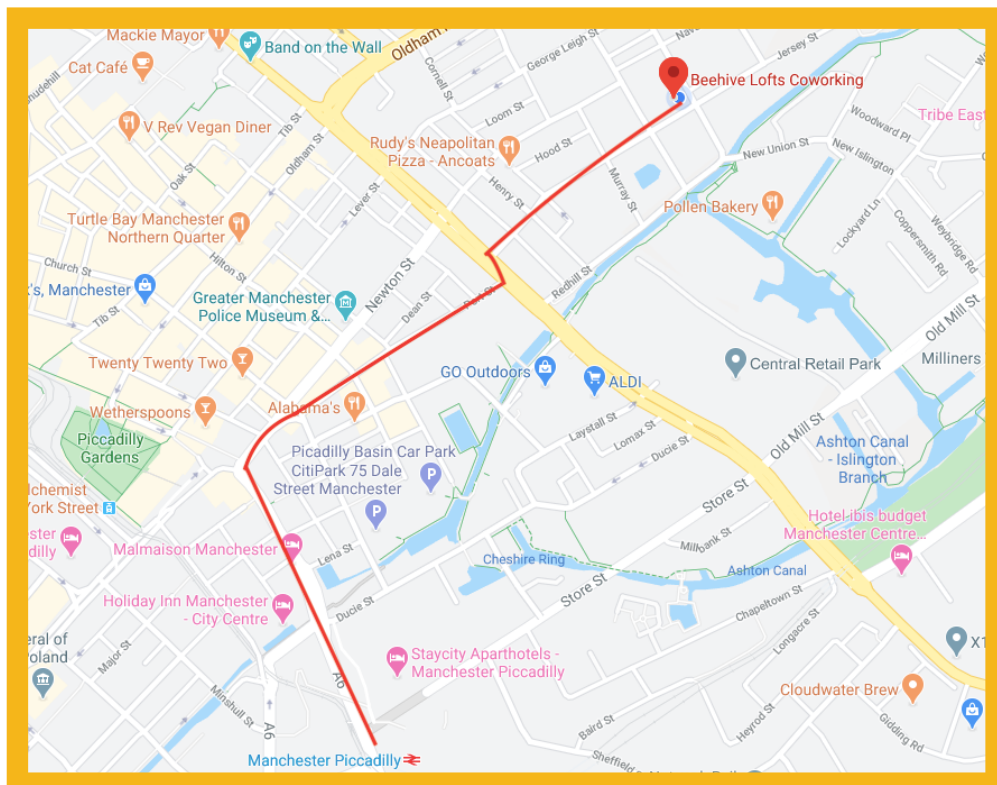 Mackie Mayor
Band on the Wall
Oldham
Cornell St
George Leigh St
Jersey St
Cat Café
Beehive Lofts Coworking
Loom St
Tribe East
V Rev Vegan Diner
Tib St
Oldham St
Woodward Pl
Rudy's Neapolitan
Pizza - Ancoats
Hood St
New Union St
New Islington
Oak St
Lever St
Henry St
Murray St
Pollen Bakery
Turtle Bay Manchester
Northern Quarter
Lockyard Ln
Coppersmith Rd
Weybridge Rd
Hilton St
Church St
Newton St
Redhill St
's, Manchester
Greater Manchester
Police Museum &...
Dean St
Port St
Tib St
Old Mill St
Twenty Twenty Two
GO Outdoors
ALDI
Central Retail Park
Milliners
Wetherspoons
Alabama's
Laystall St
Lomax St
Old Mill St
Piccadilly
Gardens
Picadilly Basin Car Park
CitiPark 75 Dale
Street Manchester
Ducie St
Ashton Canal
- Islington
Branch
lchemist
York Street
Store St
Hotel ibis budget
Manchester Centre...
dilly
Malmaison Manchester
Lena St
Millbank St
Cheshire Ring
Ashton Canal
Store St
Holiday Inn Manchester
- City Centre
Ducie St
Chapeltown St
Longacre St
Major St
Staycity Aparthotels -
Manchester Piccadilly
X1
Minshull St
A6
A6
Cloudwater Brew
Baird St
Heyrod St
Gidding Rd
Manchester Piccadilly
Sheffield